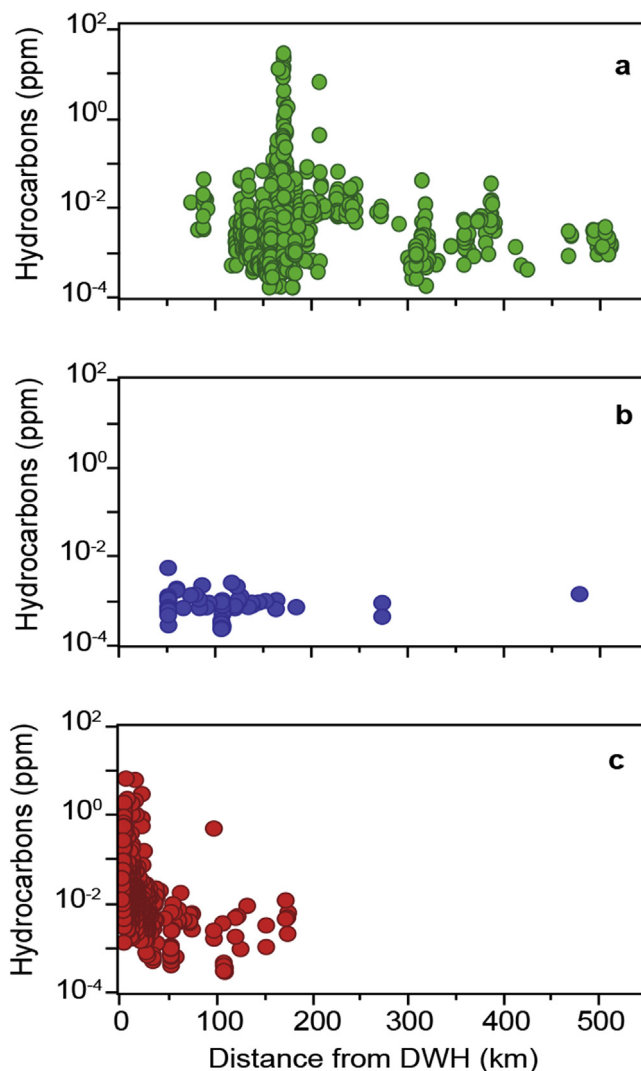 a
Hydrocarbons (ppm)
10²
10⁰
10⁻²
10⁻⁴
b
Hydrocarbons (ppm)
10²
10⁰
10⁻²
10⁻⁴
c
Hydrocarbons (ppm)
10²
10⁰
10⁻²
10⁻⁴
0 100 200 300 400 500
Distance from DWH (km)